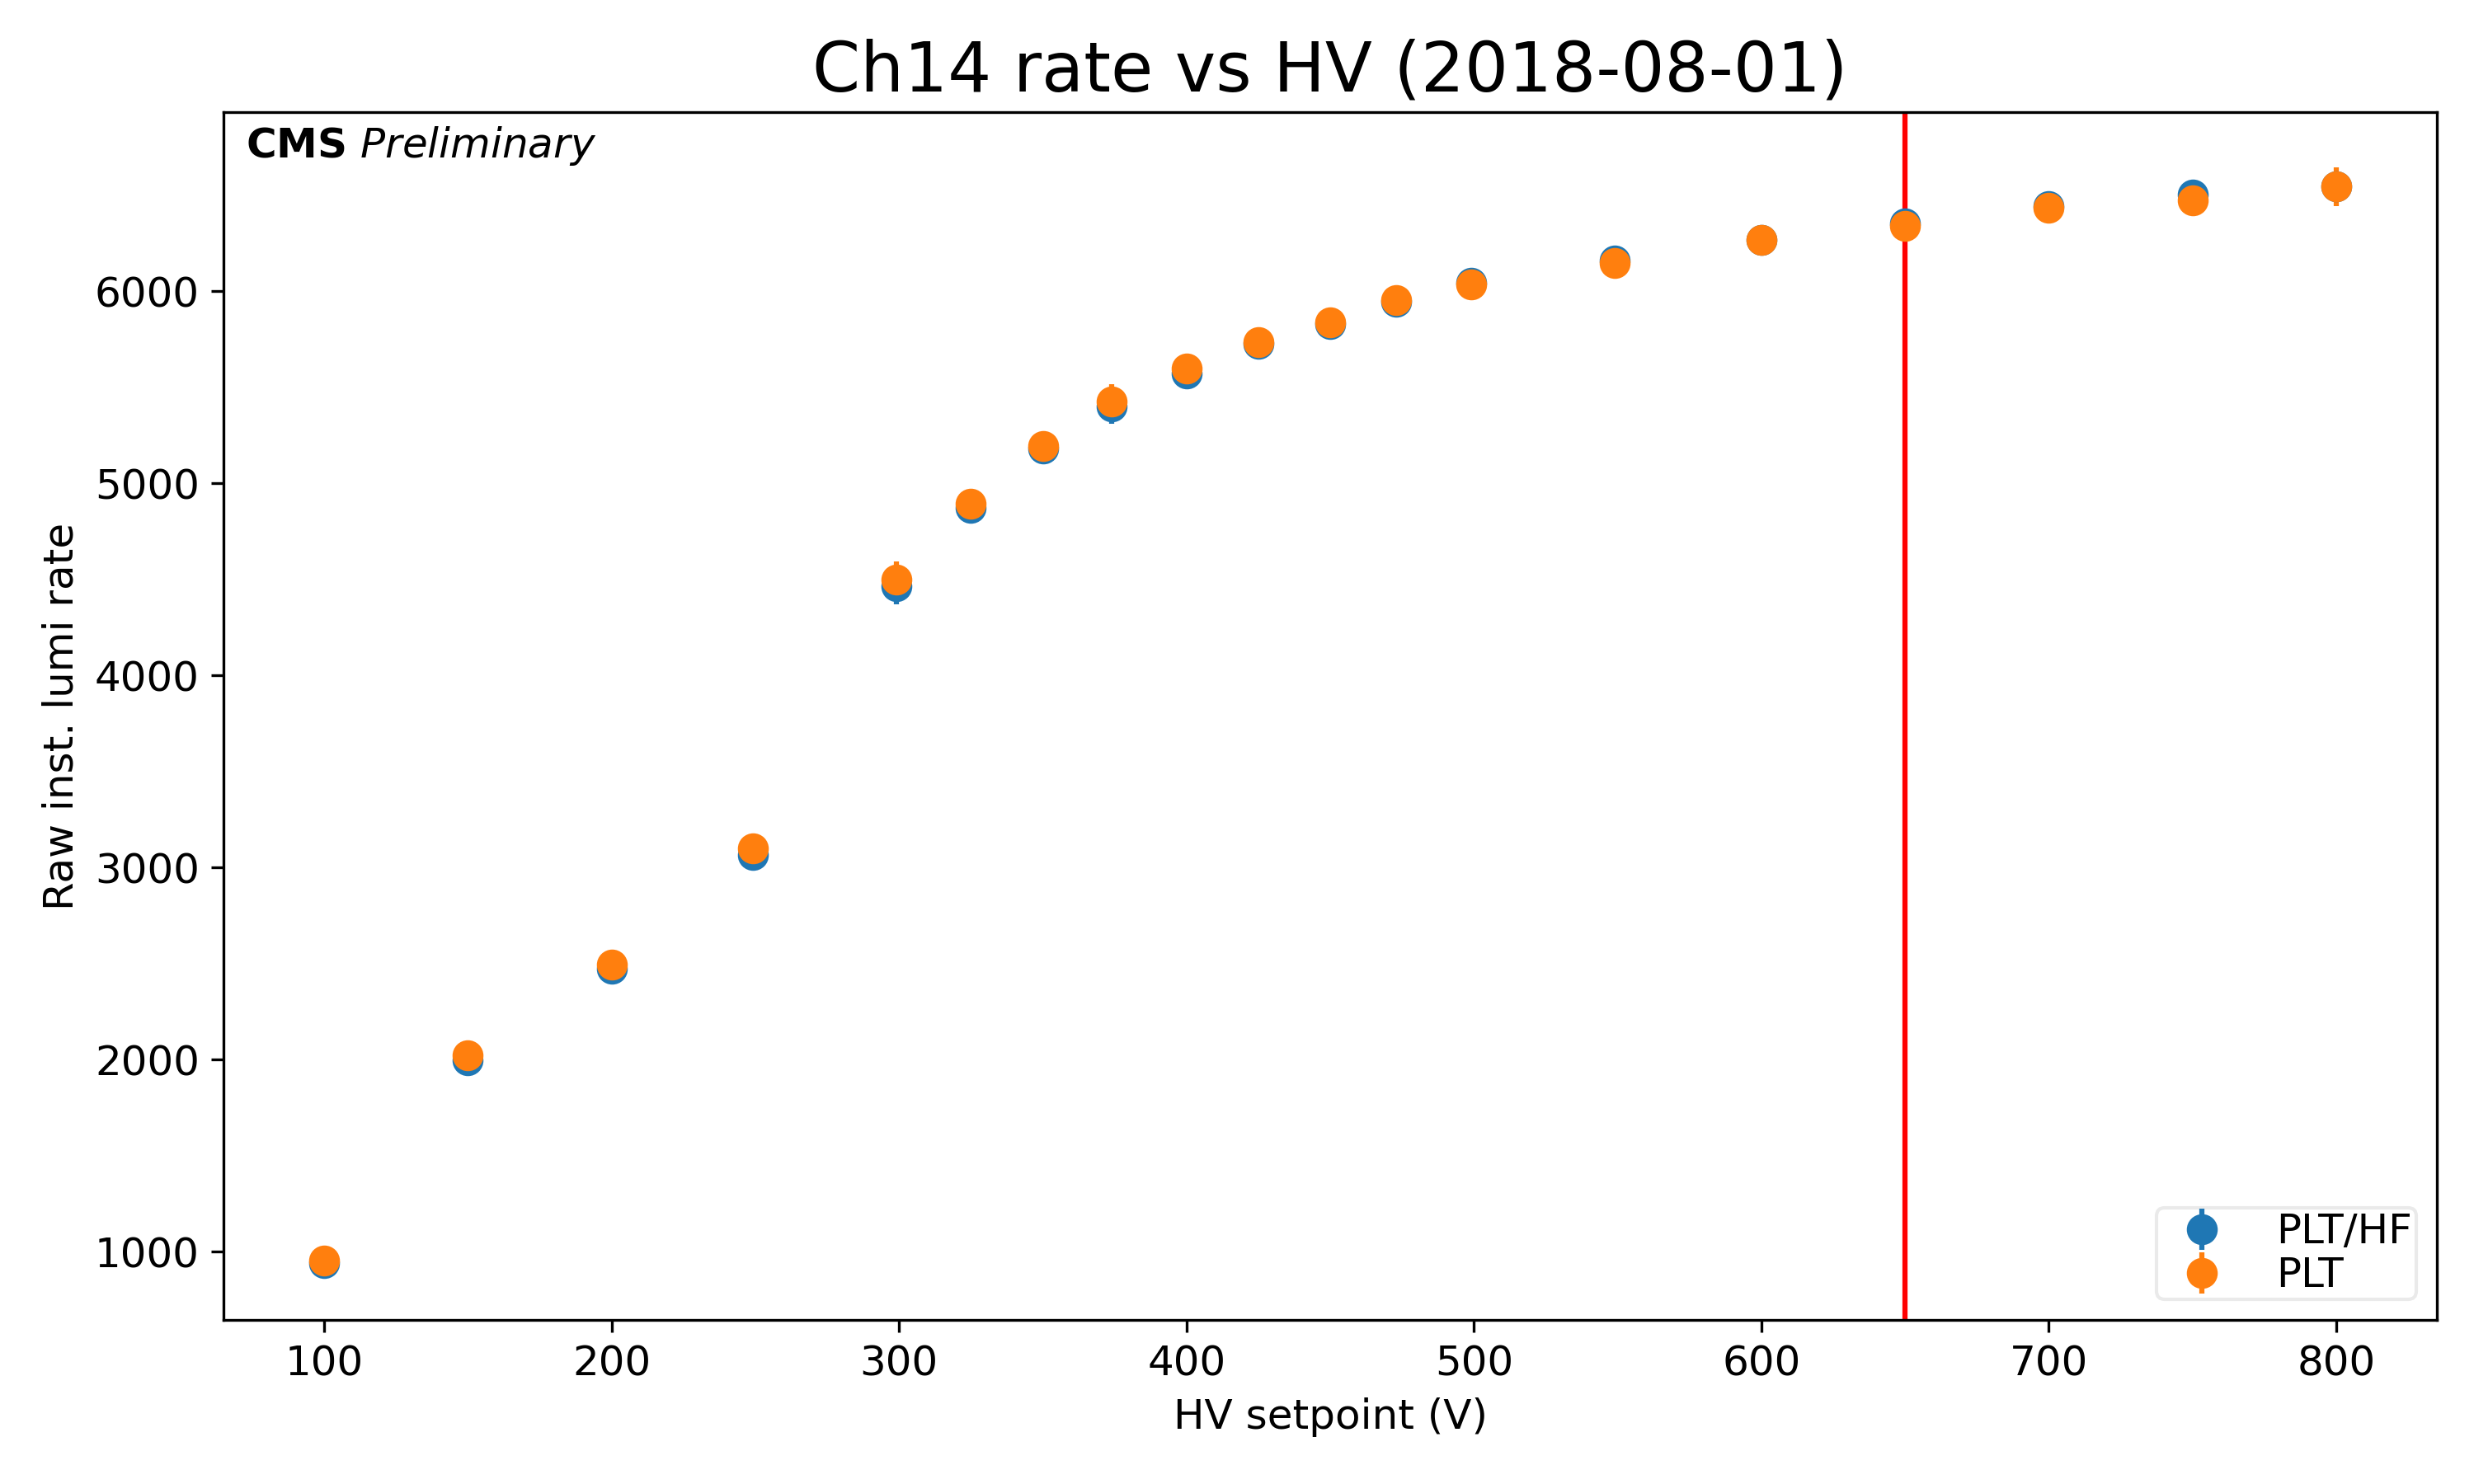 Ch14 rate vs HV (2018-08-01)
CMS Preliminary
Raw inst. lumi rate
6000
5000
4000
3000
2000
1000
100 200 300 400 500 600 700 800
HV setpoint (V)
PLT/HF
PLT